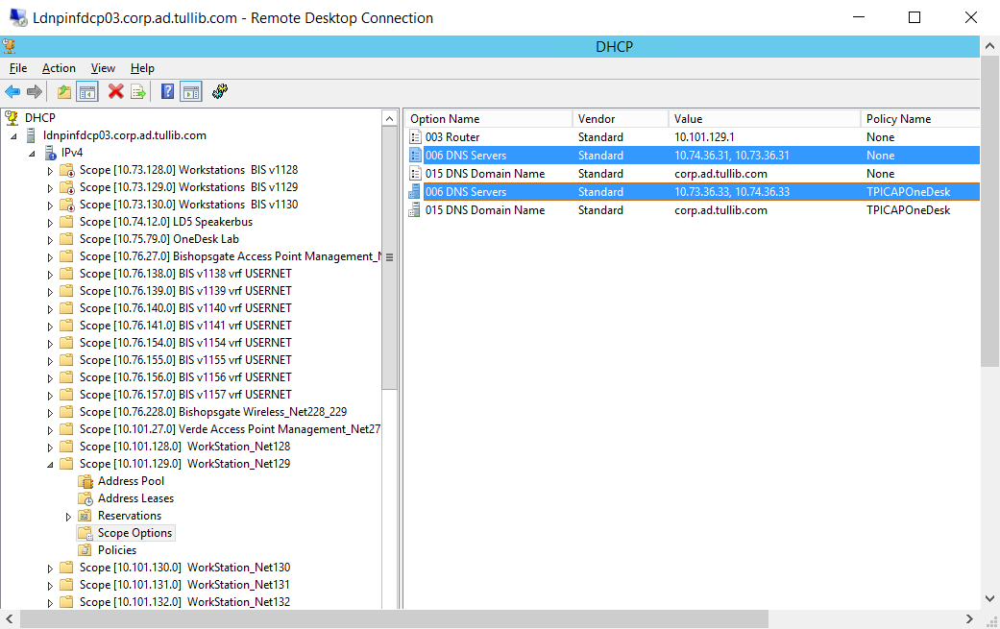 Ldnpinfdcp03.corp.ad.tullib.com - Remote Desktop Connection
DHCP
File Action View Help
DHCP
ldnpinfdcp03.corp.ad.tullib.com
IPv4
Scope [10.73.128.0] Workstations BIS v1128
Scope [10.73.129.0] Workstations BIS v1129
Scope [10.73.130.0] Workstations BIS v1130
Scope [10.74.12.0] LD5 Speakerbus
Scope [10.75.79.0] OneDesk Lab
Scope [10.76.27.0] Bishopsgate Access Point Management_N
Scope [10.76.138.0] BIS v1138 vrf USERNET
Scope [10.76.139.0] BIS v1139 vrf USERNET
Scope [10.76.140.0] BIS v1140 vrf USERNET
Scope [10.76.141.0] BIS v1141 vrf USERNET
Scope [10.76.154.0] BIS v1154 vrf USERNET
Scope [10.76.155.0] BIS v1155 vrf USERNET
Scope [10.76.156.0] BIS v1156 vrf USERNET
Scope [10.76.157.0] BIS v1157 vrf USERNET
Scope [10.76.228.0] Bishopsgate Wireless_Net228_229
Scope [10.101.27.0] Verde Access Point Management_Net27
Scope [10.101.128.0] WorkStation_Net128
Scope [10.101.129.0] WorkStation_Net129
Address Pool
Address Leases
Reservations
Scope Options
Policies
Scope [10.101.130.0] WorkStation_Net130
Scope [10.101.131.0] WorkStation_Net131
Scope [10.101.132.0] WorkStation_Net132
Option Name Vendor Value Policy Name
003 Router Standard 10.101.129.1 None
006 DNS Servers Standard 10.74.36.31, 10.73.36.31 None
015 DNS Domain Name Standard corp.ad.tullib.com None
006 DNS Servers Standard 10.73.36.33, 10.74.36.33 TPICAPOneDesk
015 DNS Domain Name Standard corp.ad.tullib.com TPICAPOneDesk